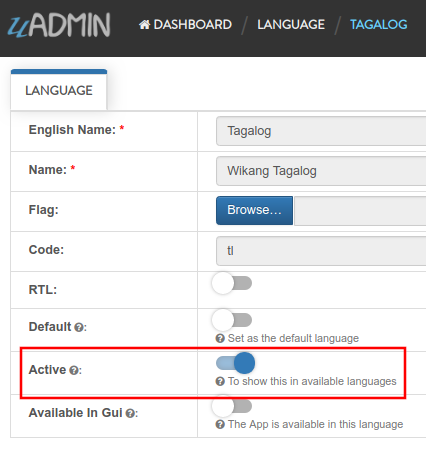 uADMIN DASHBOARD / LANGUAGE / TAGALOG
LANGUAGE
English Name: * Tagalog
Name: * Wikang Tagalog
Flag: Browse...
Code: tl
RTL:
Default ?:
? Set as the default language
Active ?:
? To show this in available languages
Available In Gui ?:
? The App is available in this language